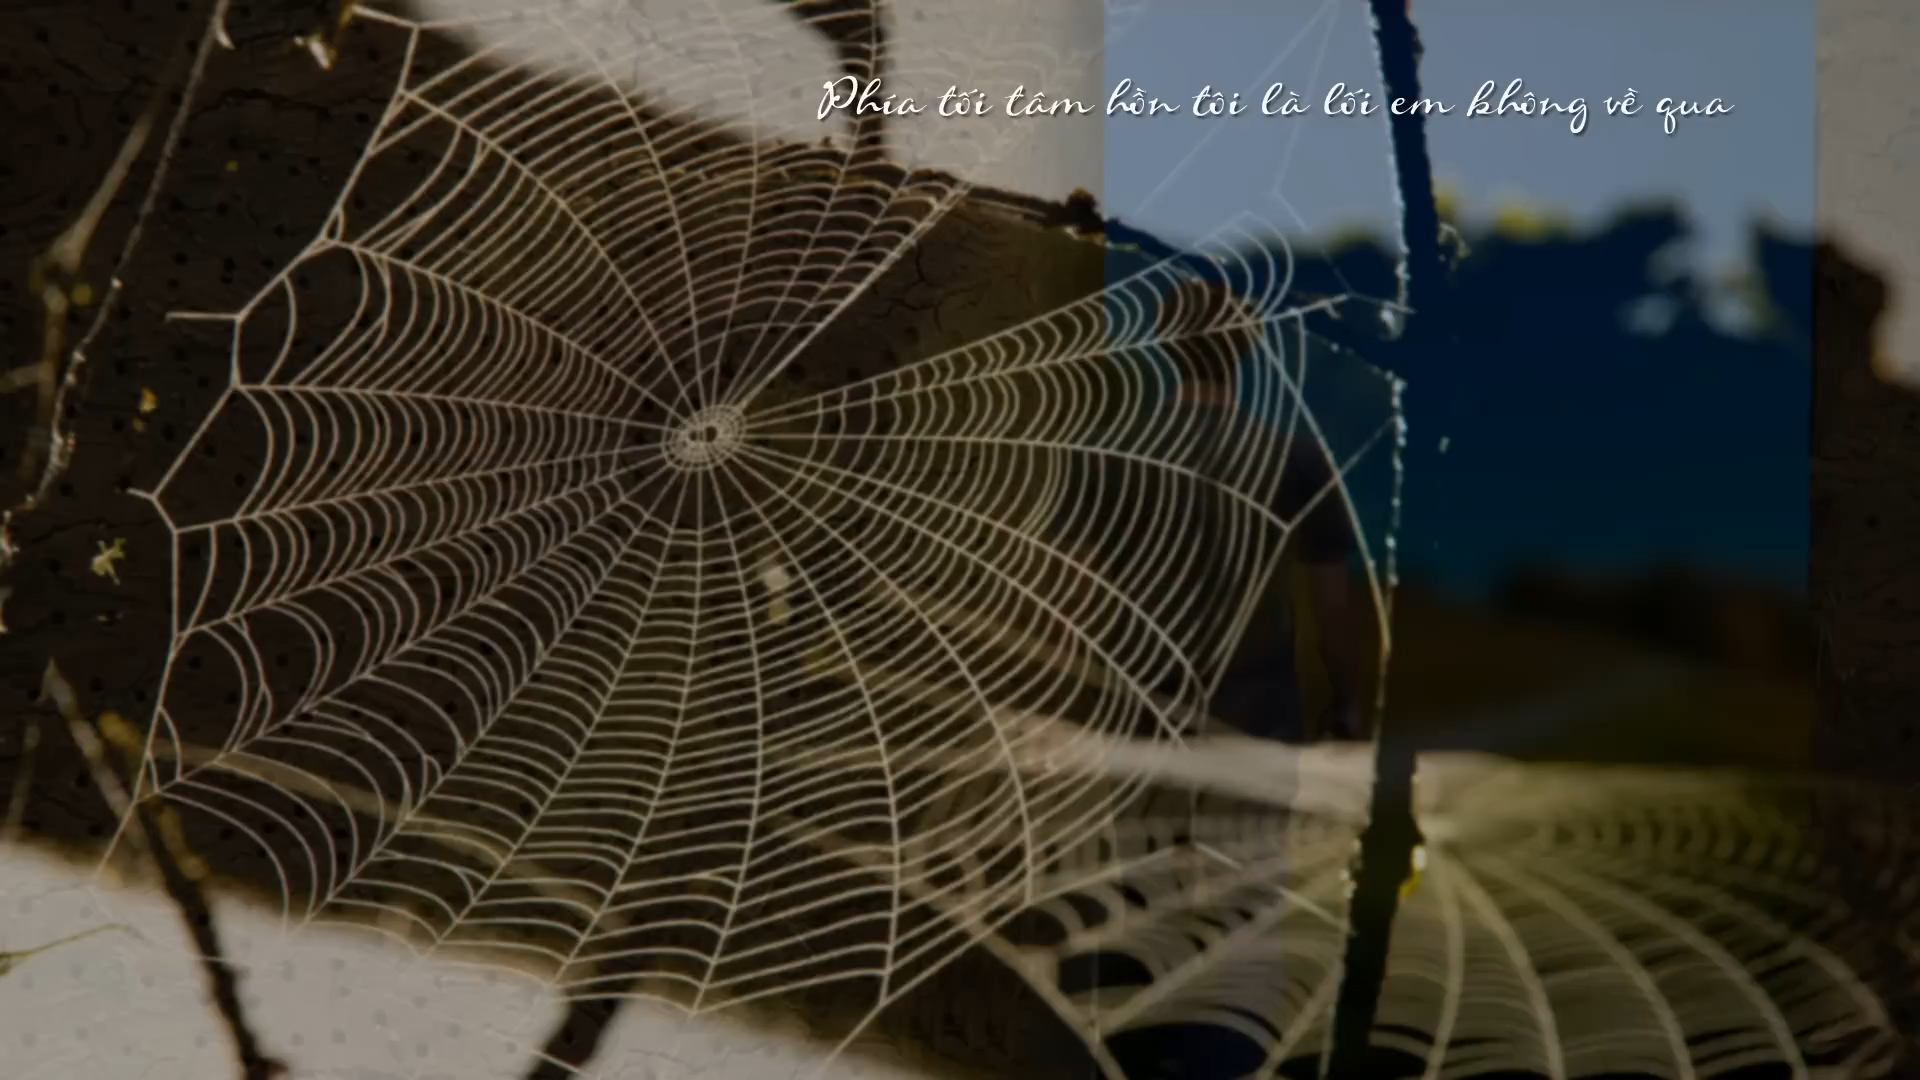 Phía tối tâm hồn tôi là lối em không về qua